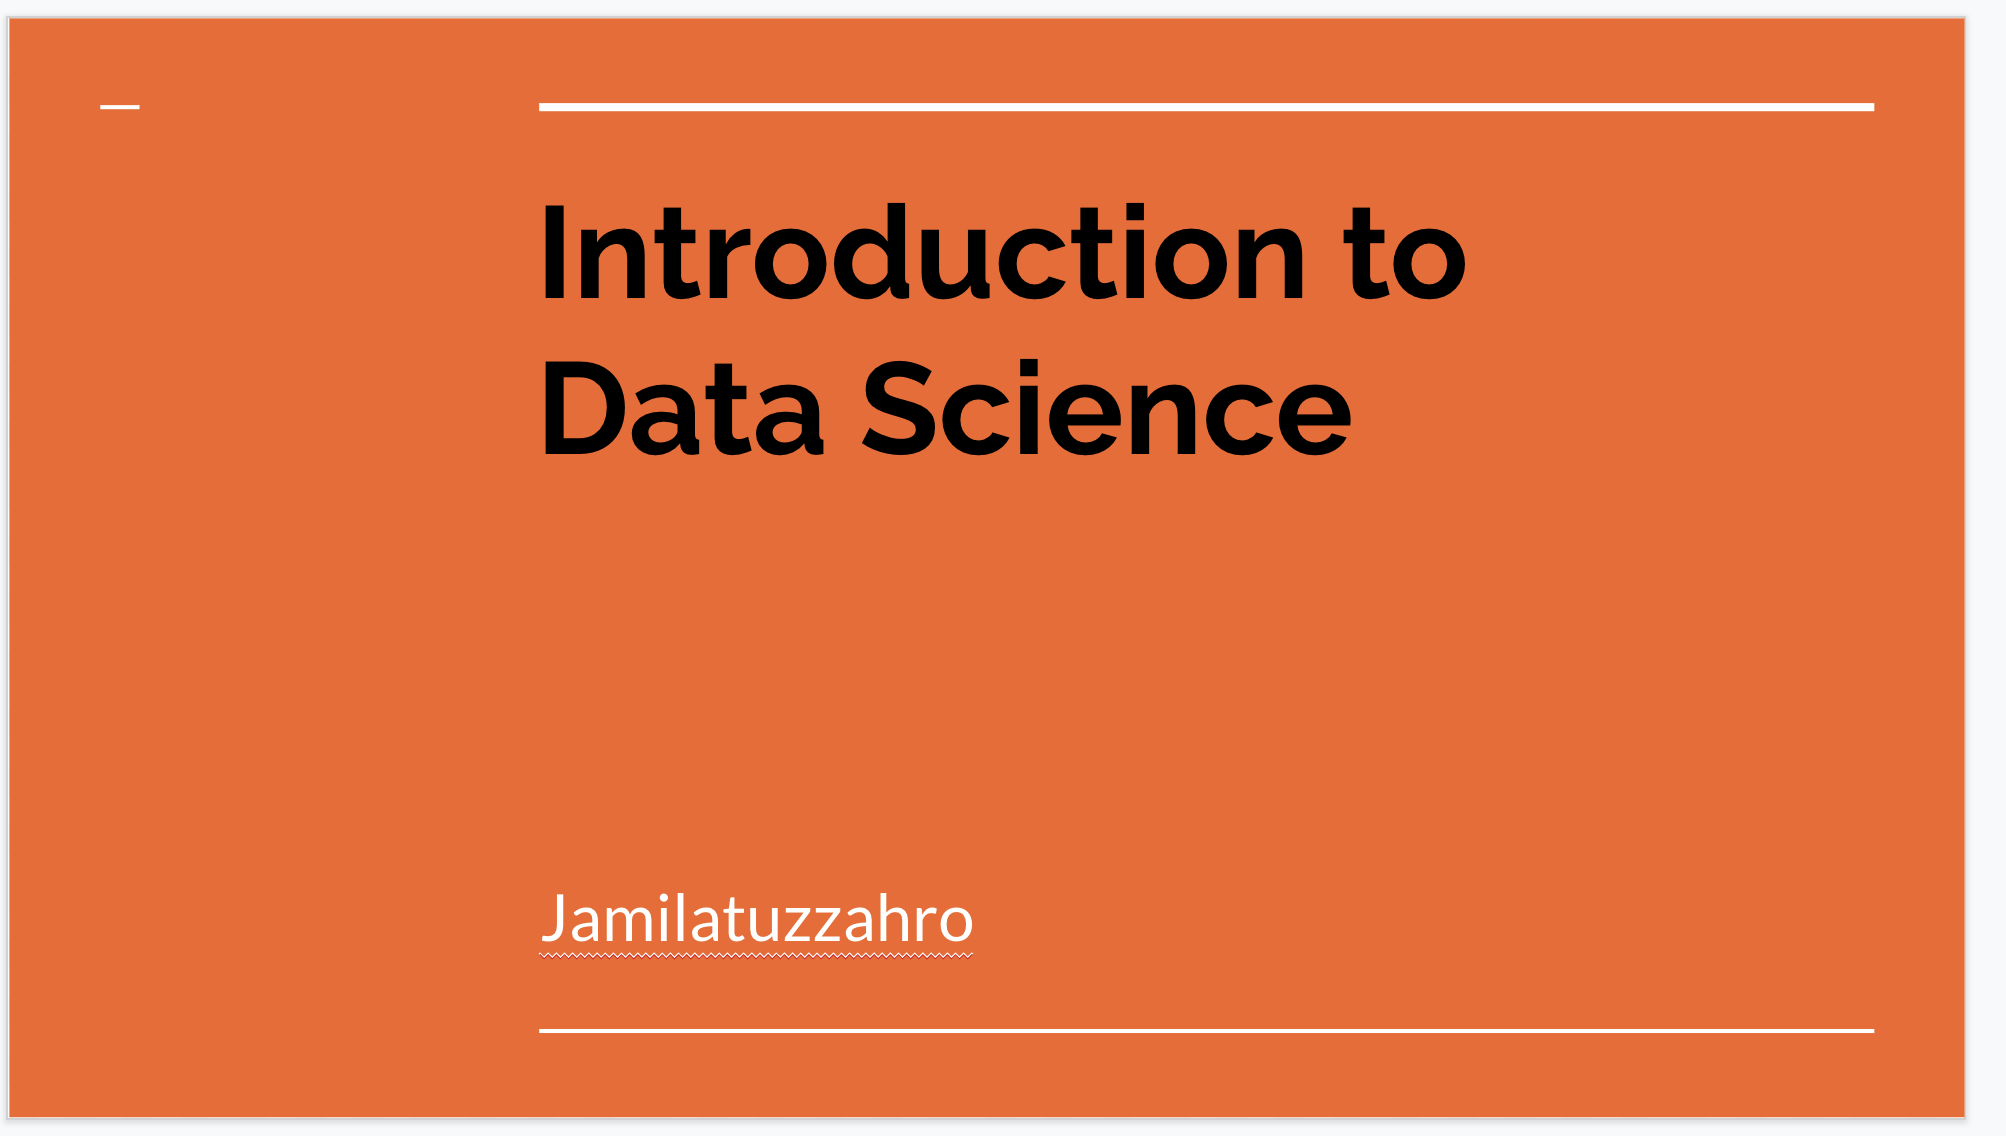 Introduction to
Data Science
Jamilatuzzahro